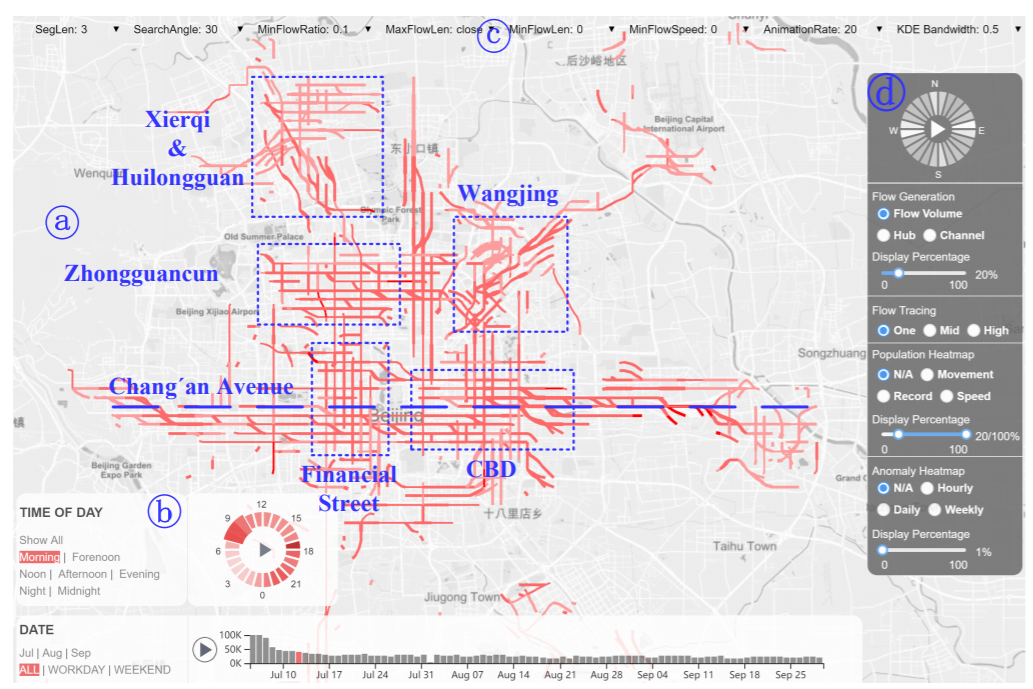 SegLen: 3 ▼ SearchAngle: 30 ▼ MinFlowRatio: 0.1 ▼ MaxFlowLen: close ▼ MinFlowLen: 0 ▼ MinFlowSpeed: 0 ▼ AnimationRate: 20 ▼ KDE Bandwidth: 0.5 ▼
c
后沙峪地区
d
N
W E
S
Xierqi
&
Huilongguan
Beijing Capital
International Airport
东小口镇
Wenquan
Wangjing
Olympic Forest
Park
a
Old Summer Palace
Zhongguancun
Beijing Xijiao Airport
Songzhuang
Chang´an Avenue
Beijing
镇
Financial
Street
CBD
Beijing Garden
Expo Park
Grand C
十八里店乡
Taihu Town
Jiugong Town
Flow Generation
Flow Volume
Hub Channel
Display Percentage
20%
0 100
Flow Tracing
One Mid High
Population Heatmap
N/A Movement
Record Speed
Display Percentage
20/100%
0 100
Anomaly Heatmap
N/A Hourly
Daily Weekly
Display Percentage
1%
0 100
b
TIME OF DAY
Show All
Morning | Forenoon
Noon | Afternoon | Evening
Night | Midnight
12
9 15
6 18
3 21
0
DATE
Jul | Aug | Sep
ALL | WORKDAY | WEEKEND
100K
50K
0K
Jul 10 Jul 17 Jul 24 Jul 31 Aug 07 Aug 14 Aug 21 Aug 28 Sep 04 Sep 11 Sep 18 Sep 25